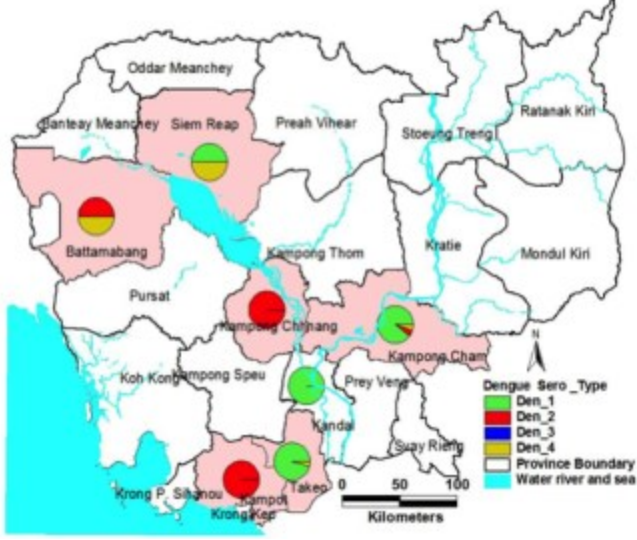 Oddar Meanchey
Banteay Meanchey
Siem Reap
Preah Vihear
Stoeung Treng
Ratanak Kiri
Battamabang
Kampong Thom
Kratie
Mondul Kiri
Pursat
Kampong Chhnang
Kampong Cham
Koh Kong
Kampong Speu
Prey Veng
Kandal
Svay Rieng
Takeo
Krong P. Sihanou
Kampot
Krong Kep
N
Dengue Sero _Type
Den_1
Den_2
Den_3
Den_4
Province Boundary
Water river and sea
0 50 100
Kilometers